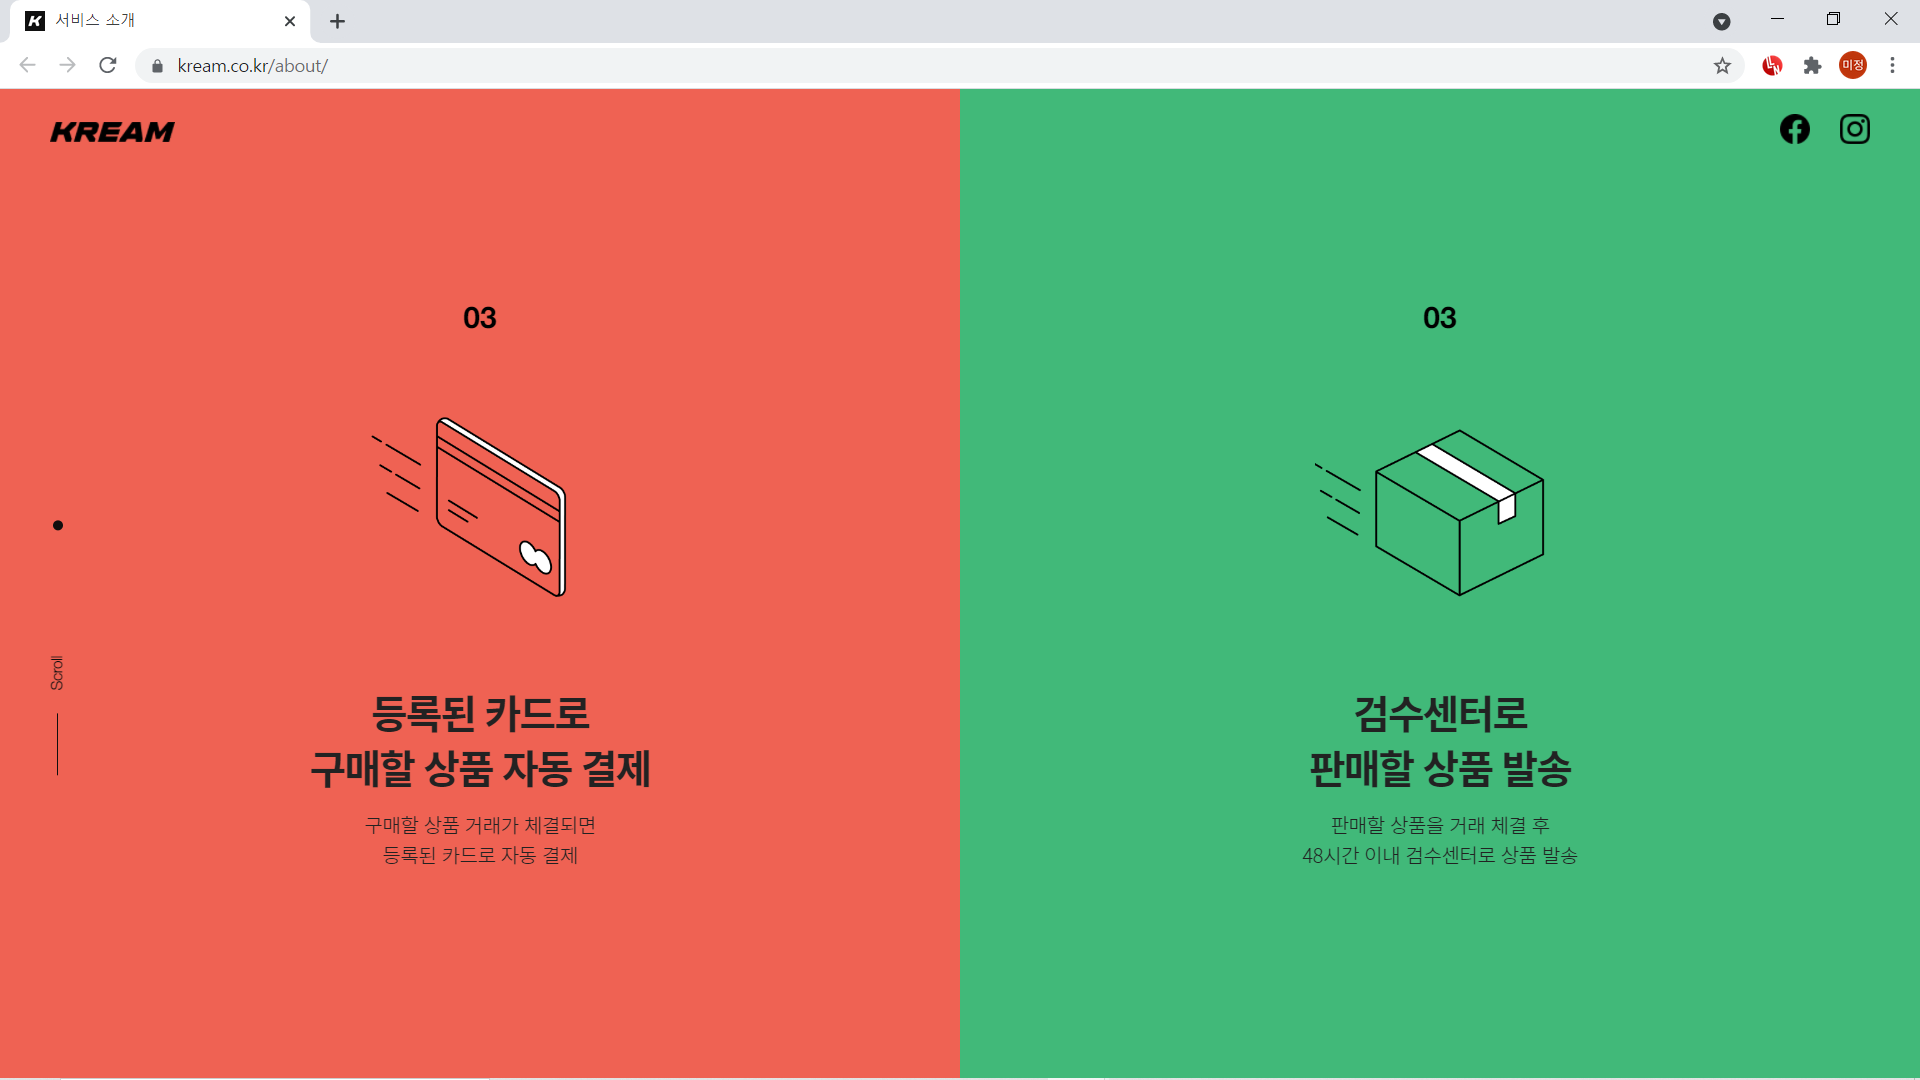 서비스 소개
kream.co.kr/about/
미정
KREAM
03
등록된 카드로
구매할 상품 자동 결제
구매할 상품 거래가 체결되면
등록된 카드로 자동 결제
Scroll
03
검수센터로
판매할 상품 발송
판매할 상품을 거래 체결 후
48시간 이내 검수센터로 상품 발송